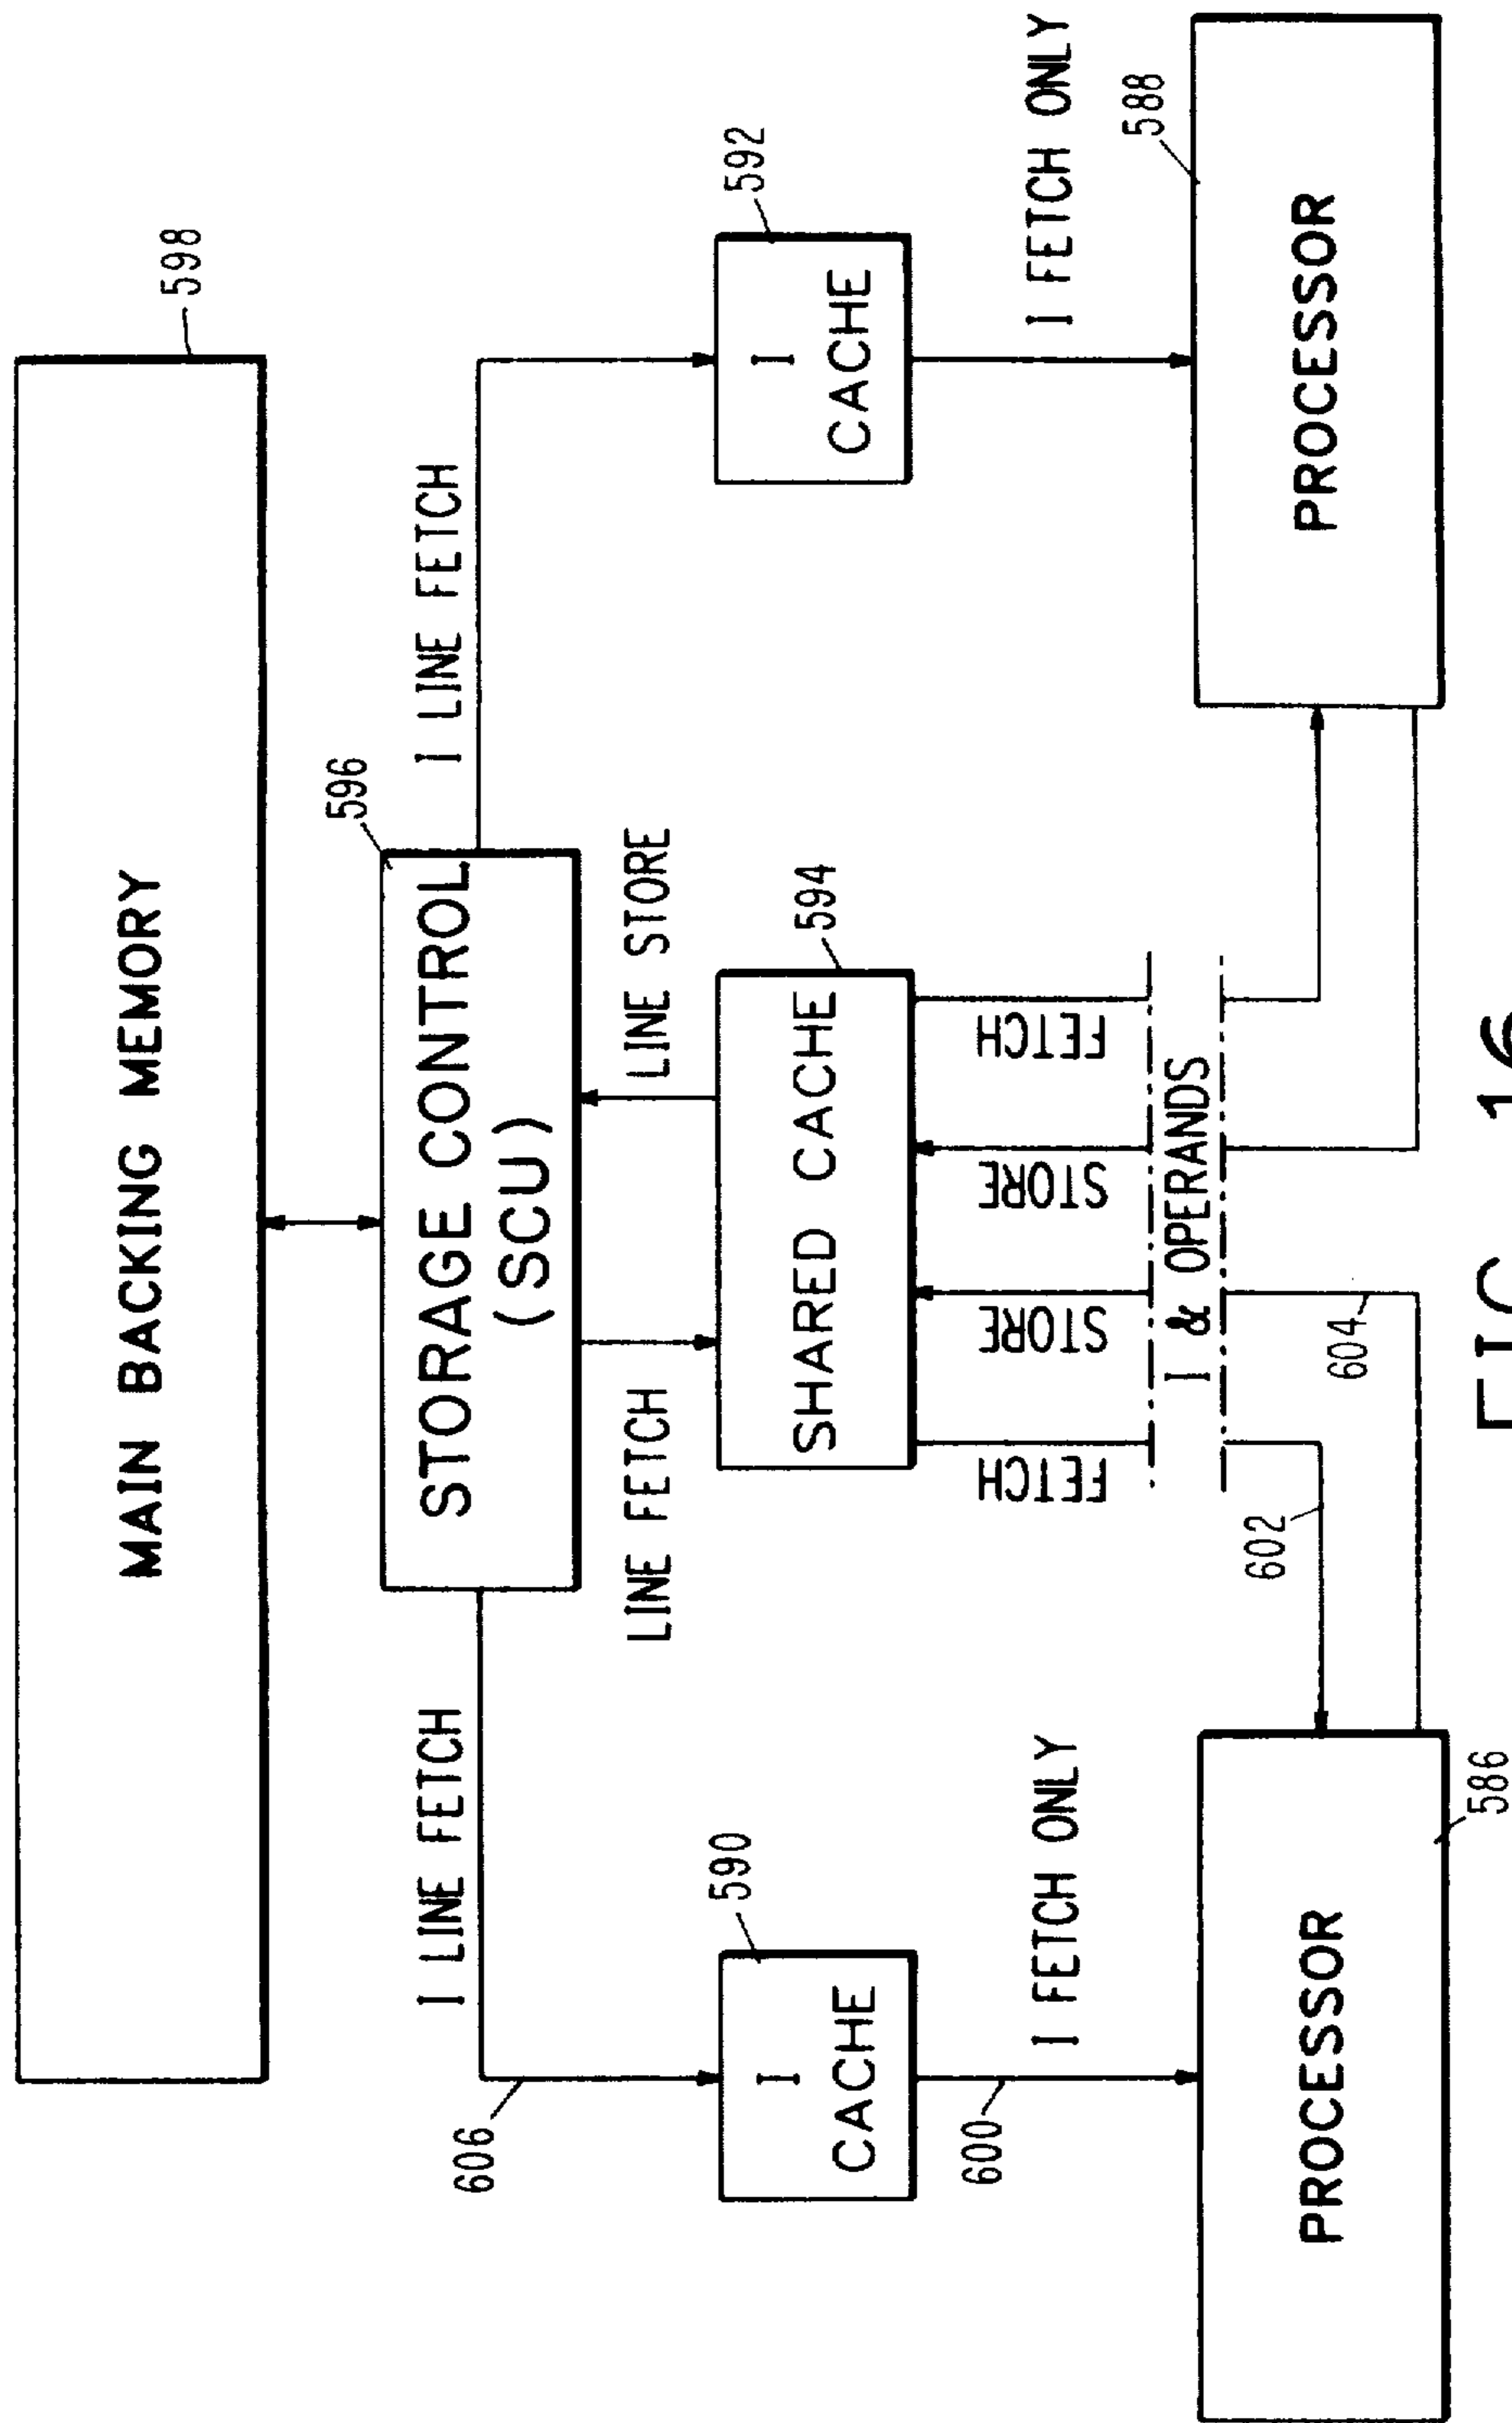 MAIN BACKING MEMORY
598
596
STORAGE CONTROL
(SCU)
I LINE FETCH
I LINE FETCH
606
LINE FETCH
LINE STORE
590
I
CACHE
594
SHARED CACHE
592
I
CACHE
600
I FETCH ONLY
FETCH
STORE
STORE
FETCH
I FETCH ONLY
I & OPERANDS
602
604
588
PROCESSOR
PROCESSOR
586
FIG. 16